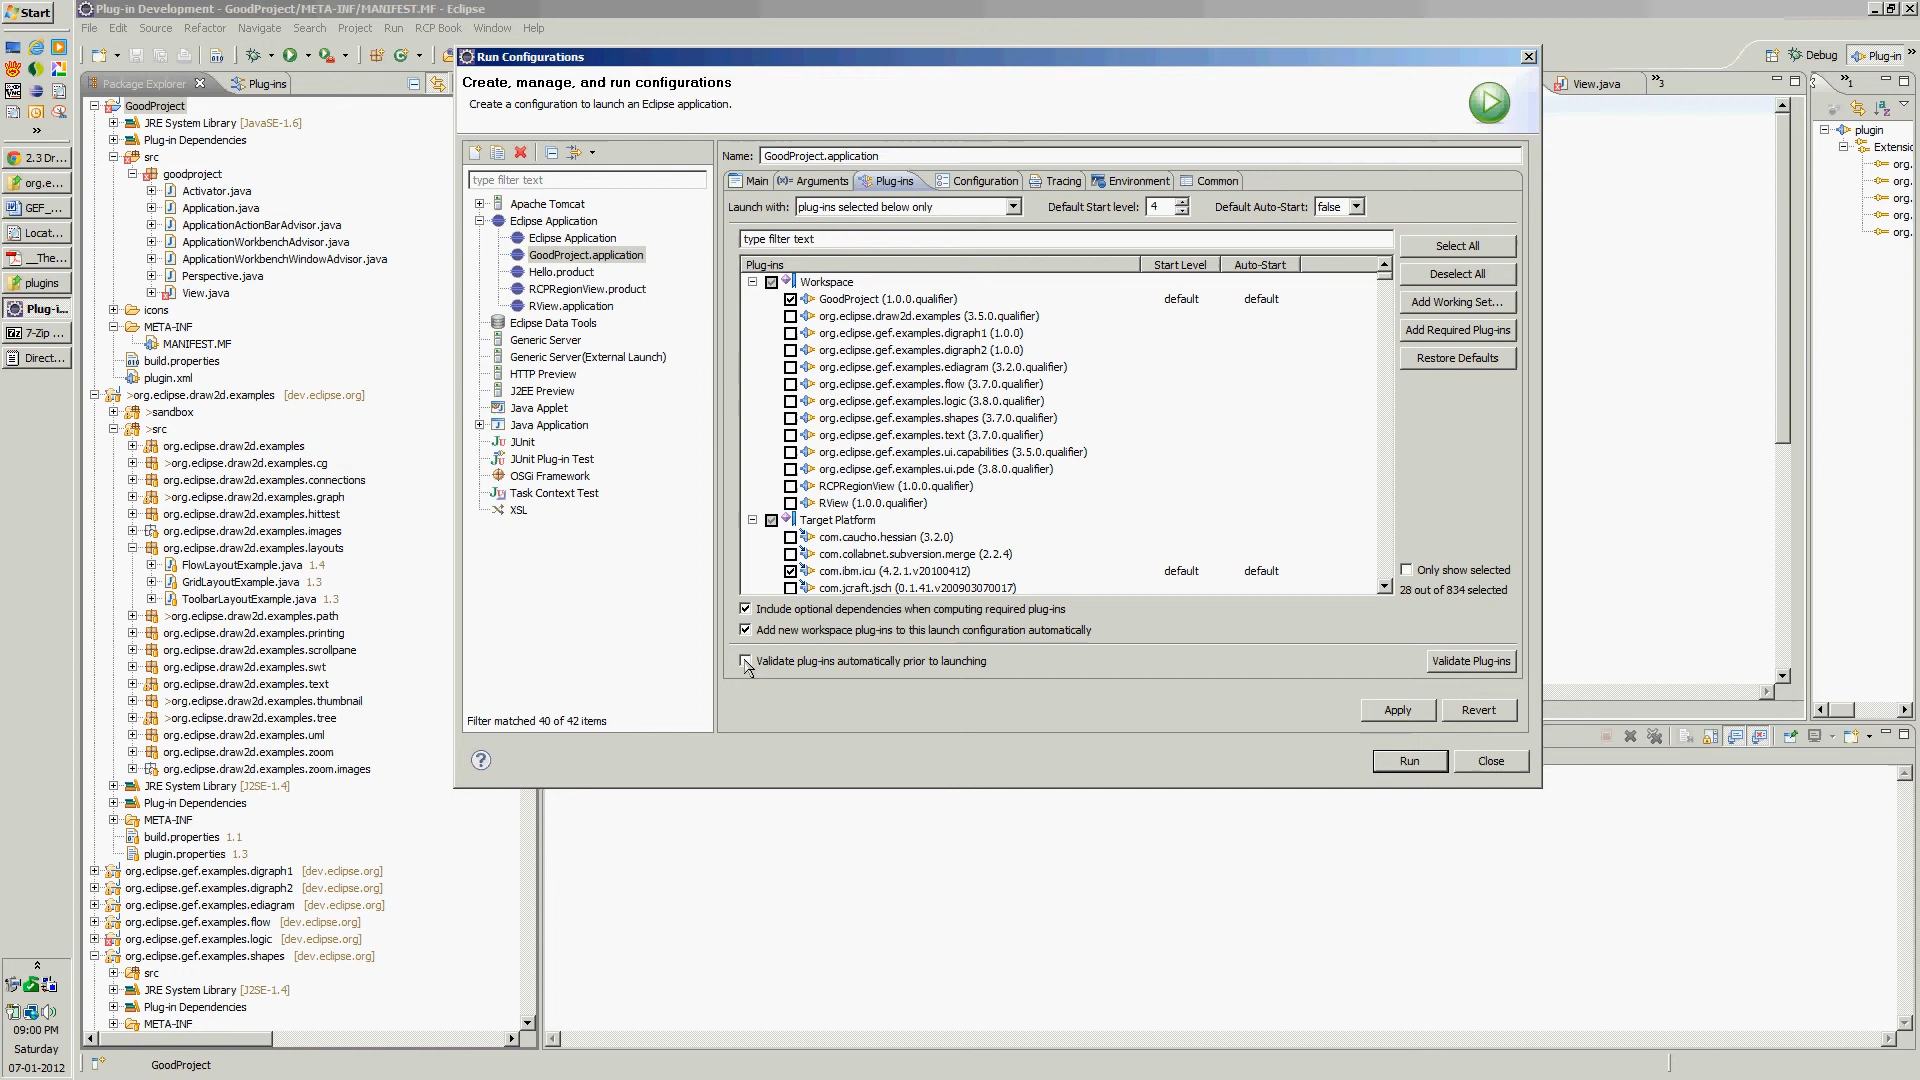 Start
Plug-in Development - GoodProject/META-INF/MANIFEST.MF - Eclipse
File Edit Source Refactor Navigate Search Project Run RCP Book Window Help
Debug
Plug-in
Package Explorer
Plug-ins
View.java
3
1
GoodProject
JRE System Library [JavaSE-1.6]
Plug-in Dependencies
src
goodproject
Activator.java
Application.java
ApplicationActionBarAdvisor.java
ApplicationWorkbenchAdvisor.java
ApplicationWorkbenchWindowAdvisor.java
Perspective.java
View.java
icons
META-INF
MANIFEST.MF
build.properties
plugin.xml
>org.eclipse.draw2d.examples [dev.eclipse.org]
>sandbox
>src
org.eclipse.draw2d.examples
>org.eclipse.draw2d.examples.cg
org.eclipse.draw2d.examples.connections
>org.eclipse.draw2d.examples.graph
org.eclipse.draw2d.examples.hittest
org.eclipse.draw2d.examples.images
org.eclipse.draw2d.examples.layouts
FlowLayoutExample.java 1.4
GridLayoutExample.java 1.3
ToolbarLayoutExample.java 1.3
org.eclipse.draw2d.examples.path
org.eclipse.draw2d.examples.printing
org.eclipse.draw2d.examples.scrollpane
org.eclipse.draw2d.examples.swt
org.eclipse.draw2d.examples.text
>org.eclipse.draw2d.examples.thumbnail
>org.eclipse.draw2d.examples.tree
org.eclipse.draw2d.examples.uml
org.eclipse.draw2d.examples.zoom
org.eclipse.draw2d.examples.zoom.images
JRE System Library [J2SE-1.4]
Plug-in Dependencies
META-INF
build.properties 1.1
plugin.properties 1.3
org.eclipse.gef.examples.digraph1 [dev.eclipse.org]
org.eclipse.gef.examples.digraph2 [dev.eclipse.org]
org.eclipse.gef.examples.ediagram [dev.eclipse.org]
org.eclipse.gef.examples.flow [dev.eclipse.org]
org.eclipse.gef.examples.logic [dev.eclipse.org]
org.eclipse.gef.examples.shapes [dev.eclipse.org]
src
JRE System Library [J2SE-1.4]
Plug-in Dependencies
META-INF
GoodProject
2.3 Dr...
org.e...
GEF_...
Locat...
__The...
plugins
Plug-i...
7-Zip ...
Direct...
09:00 PM
Saturday
07-01-2012
Run Configurations
Create, manage, and run configurations
Create a configuration to launch an Eclipse application.
type filter text
Apache Tomcat
Eclipse Application
Eclipse Application
GoodProject.application
Hello.product
RCPRegionView.product
RView.application
Eclipse Data Tools
Generic Server
Generic Server(External Launch)
HTTP Preview
J2EE Preview
Java Applet
Java Application
JUnit
JUnit Plug-in Test
OSGi Framework
Task Context Test
XSL
Filter matched 40 of 42 items
Name: GoodProject.application
Main Arguments Plug-ins Configuration Tracing Environment Common
Launch with: plug-ins selected below only Default Start level: 4 Default Auto-Start: false
type filter text
Plug-ins Start Level Auto-Start
Workspace
GoodProject (1.0.0.qualifier) default default
org.eclipse.draw2d.examples (3.5.0.qualifier)
org.eclipse.gef.examples.digraph1 (1.0.0)
org.eclipse.gef.examples.digraph2 (1.0.0)
org.eclipse.gef.examples.ediagram (3.2.0.qualifier)
org.eclipse.gef.examples.flow (3.7.0.qualifier)
org.eclipse.gef.examples.logic (3.8.0.qualifier)
org.eclipse.gef.examples.shapes (3.7.0.qualifier)
org.eclipse.gef.examples.text (3.7.0.qualifier)
org.eclipse.gef.examples.ui.capabilities (3.5.0.qualifier)
org.eclipse.gef.examples.ui.pde (3.8.0.qualifier)
RCPRegionView (1.0.0.qualifier)
RView (1.0.0.qualifier)
Target Platform
com.caucho.hessian (3.2.0)
com.collabnet.subversion.merge (2.2.4)
com.ibm.icu (4.2.1.v20100412) default default
com.jcraft.jsch (0.1.41.v200903070017)
Select All
Deselect All
Add Working Set...
Add Required Plug-ins
Restore Defaults
Only show selected
28 out of 834 selected
Include optional dependencies when computing required plug-ins
Add new workspace plug-ins to this launch configuration automatically
Validate plug-ins automatically prior to launching
Validate Plug-ins
Apply Revert
Run Close
plugin
Extensio
org.
org.
org.
org.
org.